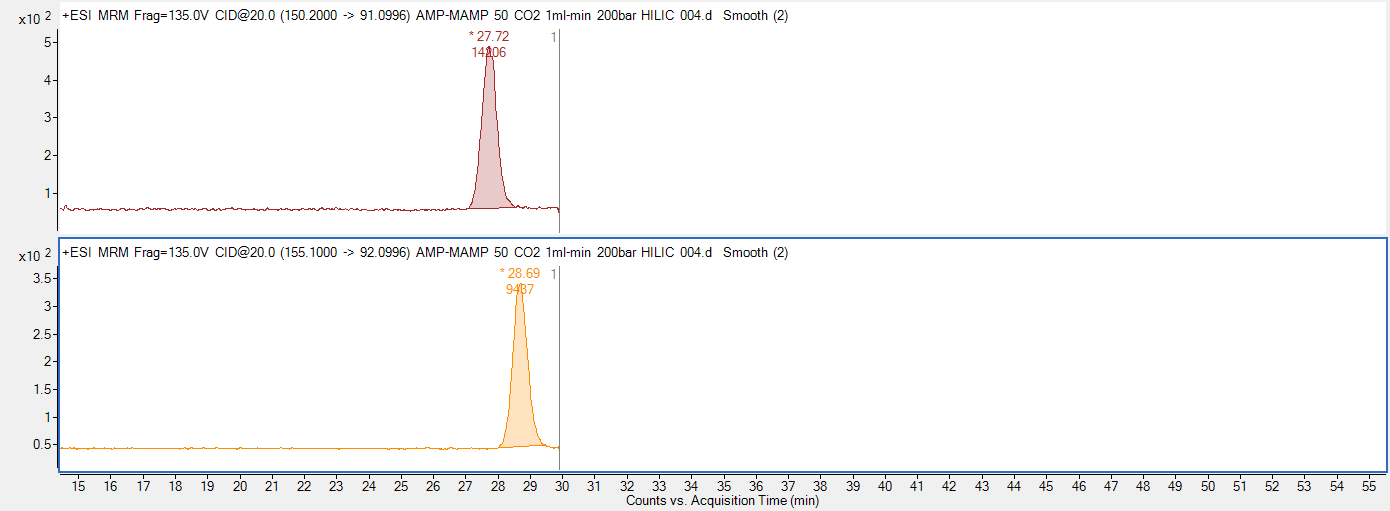 x10 2 +ESI MRM Frag=135.0V CID@20.0 (150.2000 -> 91.0996) AMP-MAMP 50 CO2 1ml-min 200bar HILIC 004.d Smooth (2)
* 27.72 1
14206
5
4
3
2
1
x10 2 +ESI MRM Frag=135.0V CID@20.0 (155.1000 -> 92.0996) AMP-MAMP 50 CO2 1ml-min 200bar HILIC 004.d Smooth (2)
* 28.69 1
9437
3.5
3
2.5
2
1.5
1
0.5
15 16 17 18 19 20 21 22 23 24 25 26 27 28 29 30 31 32 33 34 35 36 37 38 39 40 41 42 43 44 45 46 47 48 49 50 51 52 53 54 55
Counts vs. Acquisition Time (min)